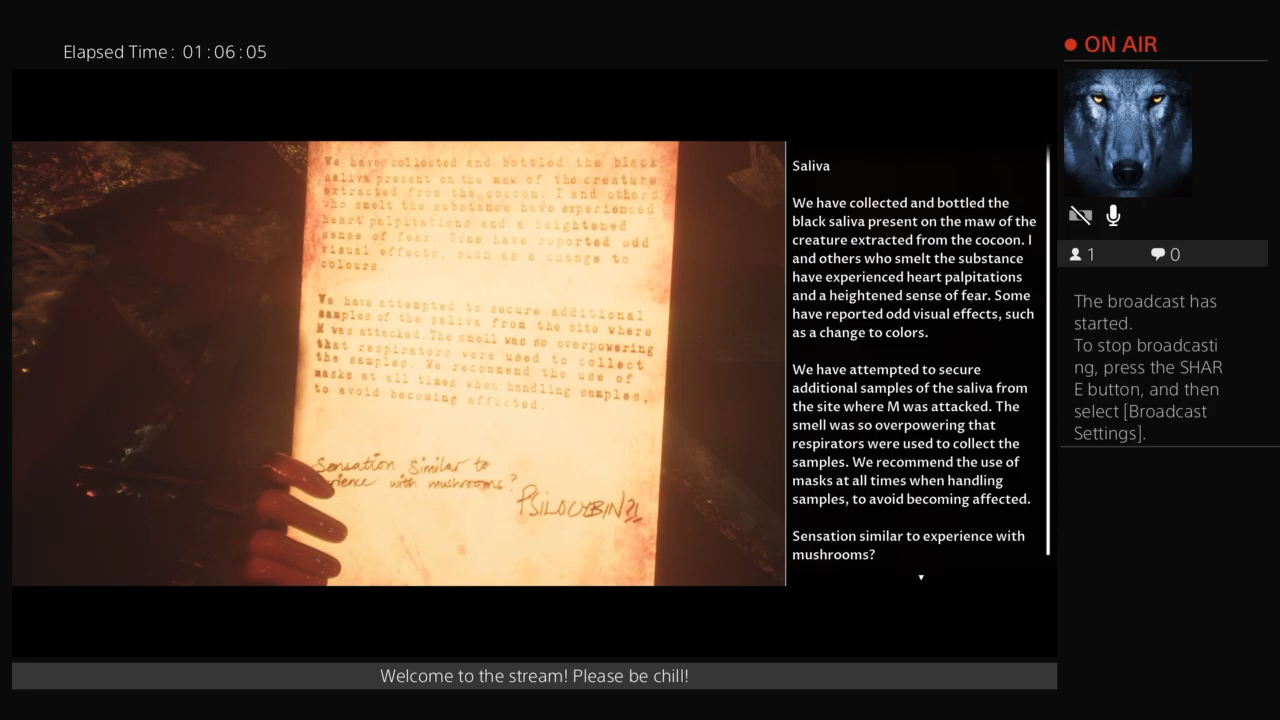 Elapsed Time: 01:06:05
ON AIR
We have collected and bottled the black
saliva present on the maw of the creature
extracted from the cocoon. I and others
who smelt the substance have experienced
heart palpitations and a heightened
sense of fear. Some have reported odd
visual effects, such as a change to
colours.
We have attempted to secure additional
samples of the saliva from the site where
M was attacked. The smell was so overpowering
that respirators were used to collect
the samples. We recommend the use of
masks at all times when handling samples,
to avoid becoming affected.
Sensation similar to
rience with mushrooms?
PSILOCYBIN?!
Saliva
We have collected and bottled the
black saliva present on the maw of the
creature extracted from the cocoon. I
and others who smelt the substance
have experienced heart palpitations
and a heightened sense of fear. Some
have reported odd visual effects, such
as a change to colors.
We have attempted to secure
additional samples of the saliva from
the site where M was attacked. The
smell was so overpowering that
respirators were used to collect the
samples. We recommend the use of
masks at all times when handling
samples, to avoid becoming affected.
Sensation similar to experience with
mushrooms?
1
0
The broadcast has
started.
To stop broadcasti
ng, press the SHAR
E button, and then
select [Broadcast
Settings].
Welcome to the stream! Please be chill!